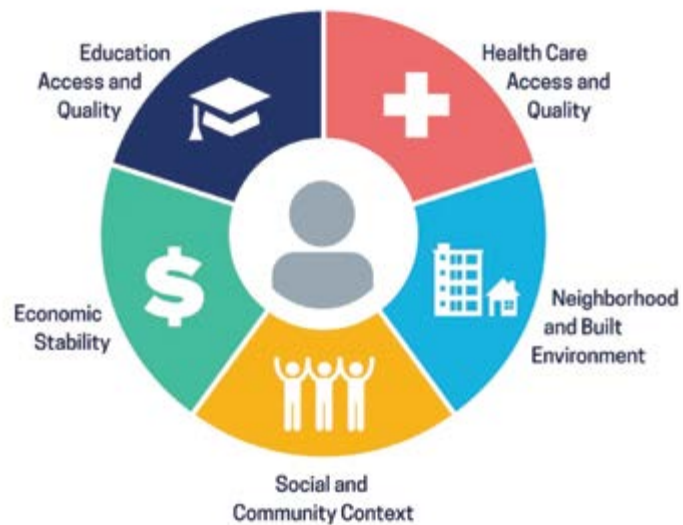 Education
Access and
Quality
Health Care
Access and
Quality
Economic
Stability
Neighborhood
and Built
Environment
Social and
Community Context